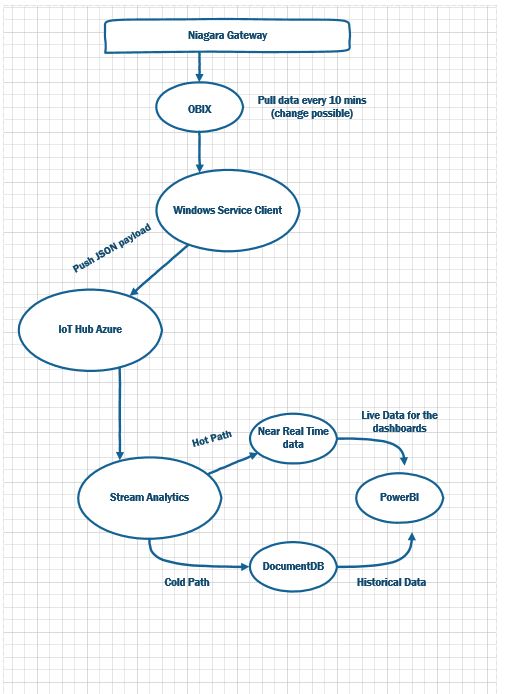 Niagara Gateway
OBIX
Pull data every 10 mins
(change possible)
Windows Service Client
Push JSON payload
IoT Hub Azure
Live Data for the
dashboards
Hot Path
Near Real Time
data
Stream Analytics
PowerBI
DocumentDB
Cold Path
Historical Data